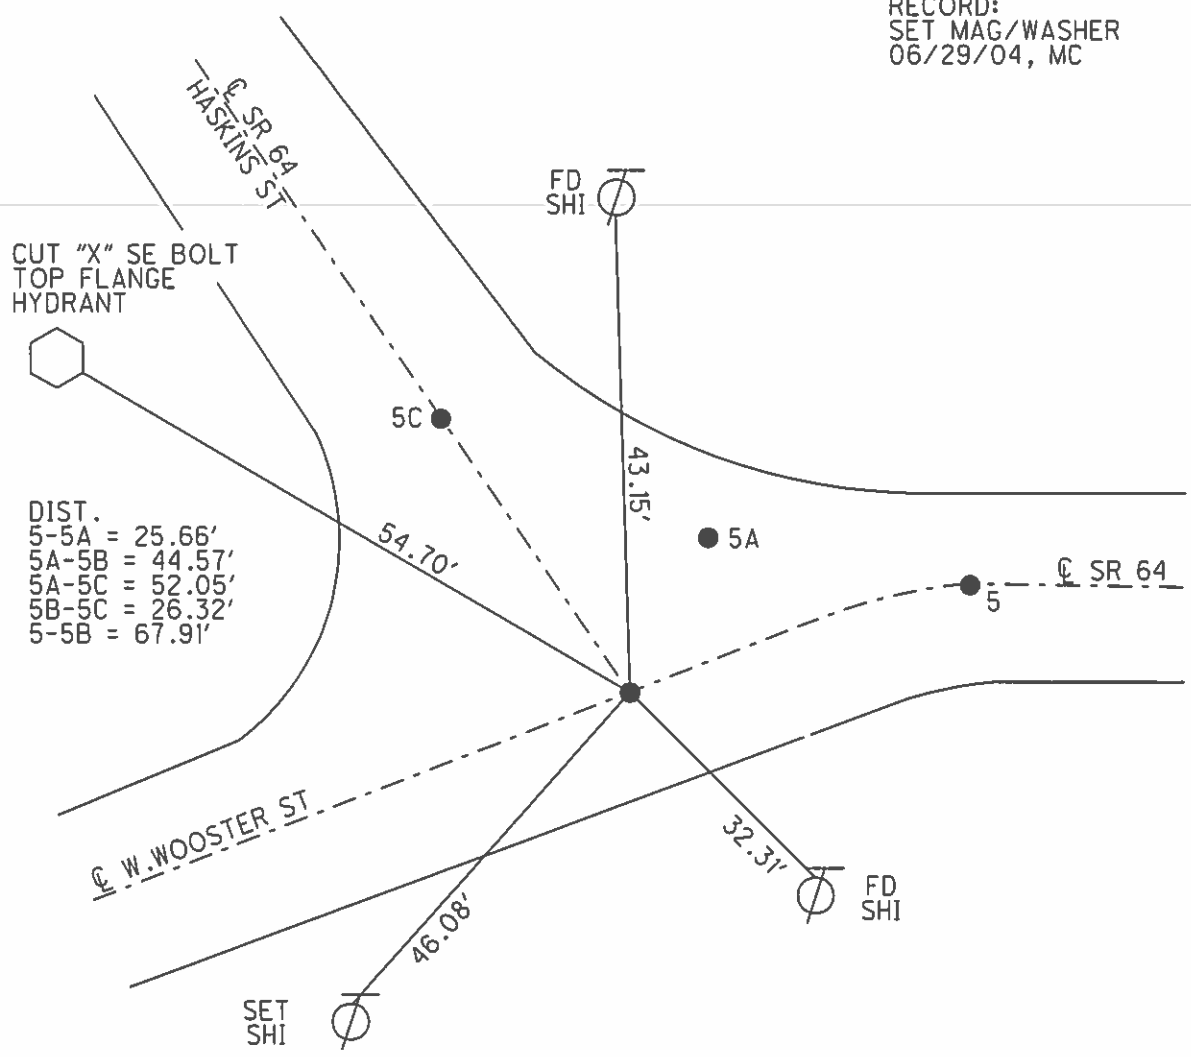 RECORD:
SET MAG/WASHER
06/29/04, MC
℄ SR 64
HASKINS ST
FD
SHI
CUT "X" SE BOLT
TOP FLANGE
HYDRANT
5C
43.15'
5A
54.70'
DIST.
5-5A = 25.66'
5A-5B = 44.57'
5A-5C = 52.05'
5B-5C = 26.32'
5-5B = 67.91'
℄ SR 64
5
℄ W.WOOSTER ST
32.31'
FD
SHI
46.08'
SET
SHI